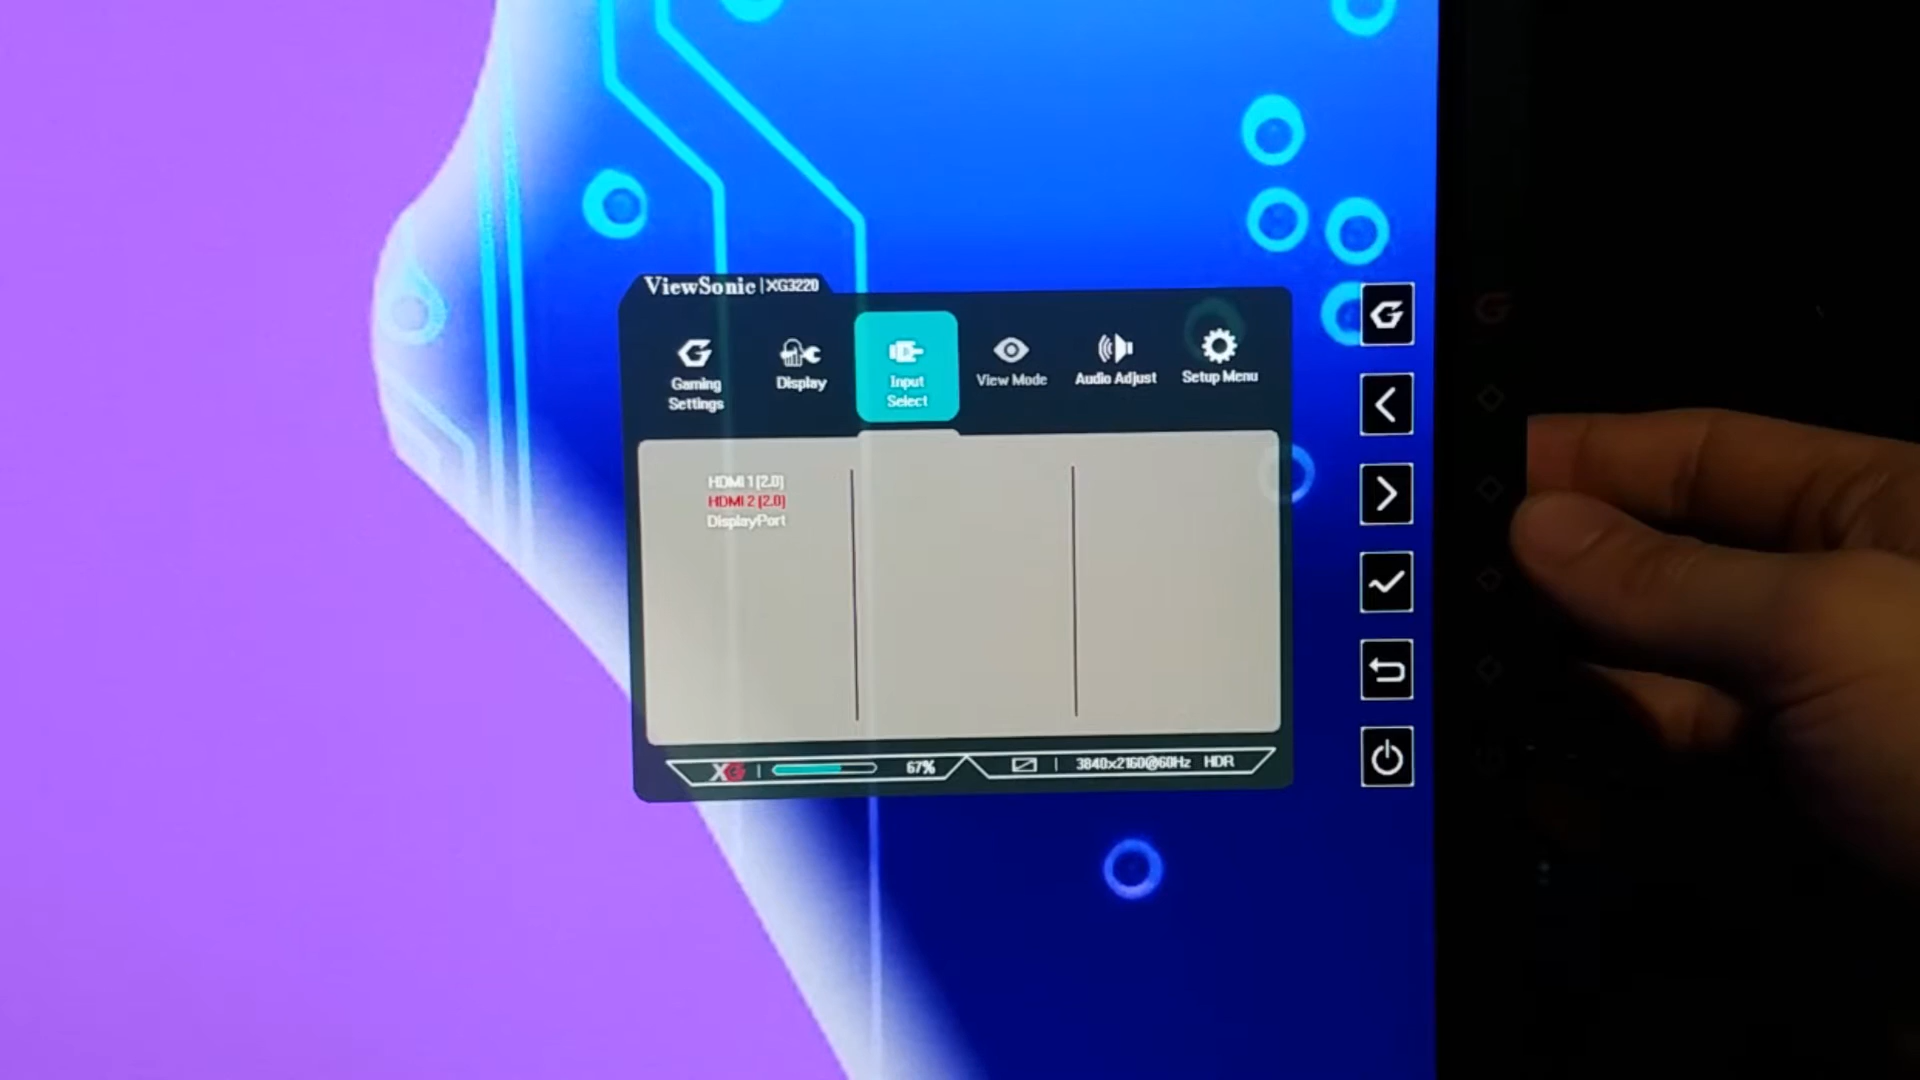 ViewSonic | XG3220
Gaming
Settings
Display
Input
Select
View Mode
Audio Adjust
Setup Menu
HDMI 1 [2.0]
HDMI 2 [2.0]
DisplayPort
XG | 67% | 3840x2160@60Hz HDR